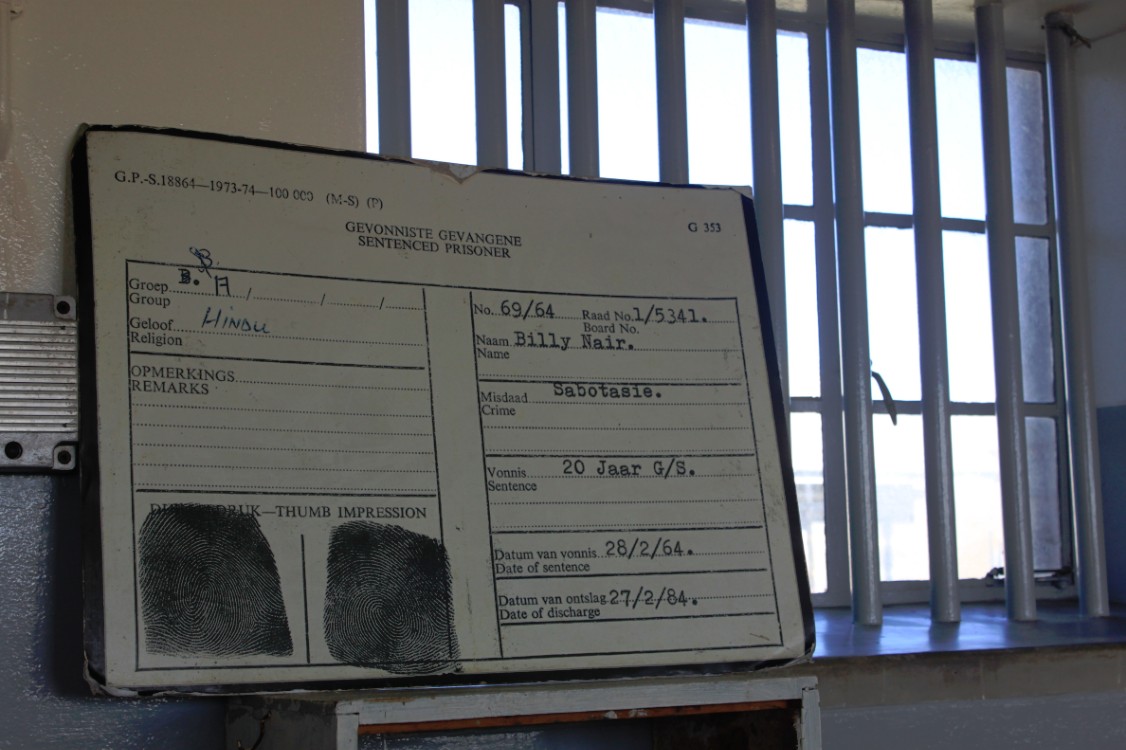 G.P.-S.18864—1973-74—100 000 (M-S) (P)
G 353
GEVONNISTE GEVANGENE
SENTENCED PRISONER
Groep B.
Group
Geloof HINDU
Religion
OPMERKINGS
REMARKS
DRUK—THUMB IMPRESSION
No. 69/64 Raad No. 1/5341.
Board No.
Naam Billy Nair.
Name
Misdaad Sabotasie.
Crime
Vonnis 20 Jaar G/S.
Sentence
Datum van vonnis 28/2/64.
Date of sentence
Datum van ontslag 27/2/84.
Date of discharge